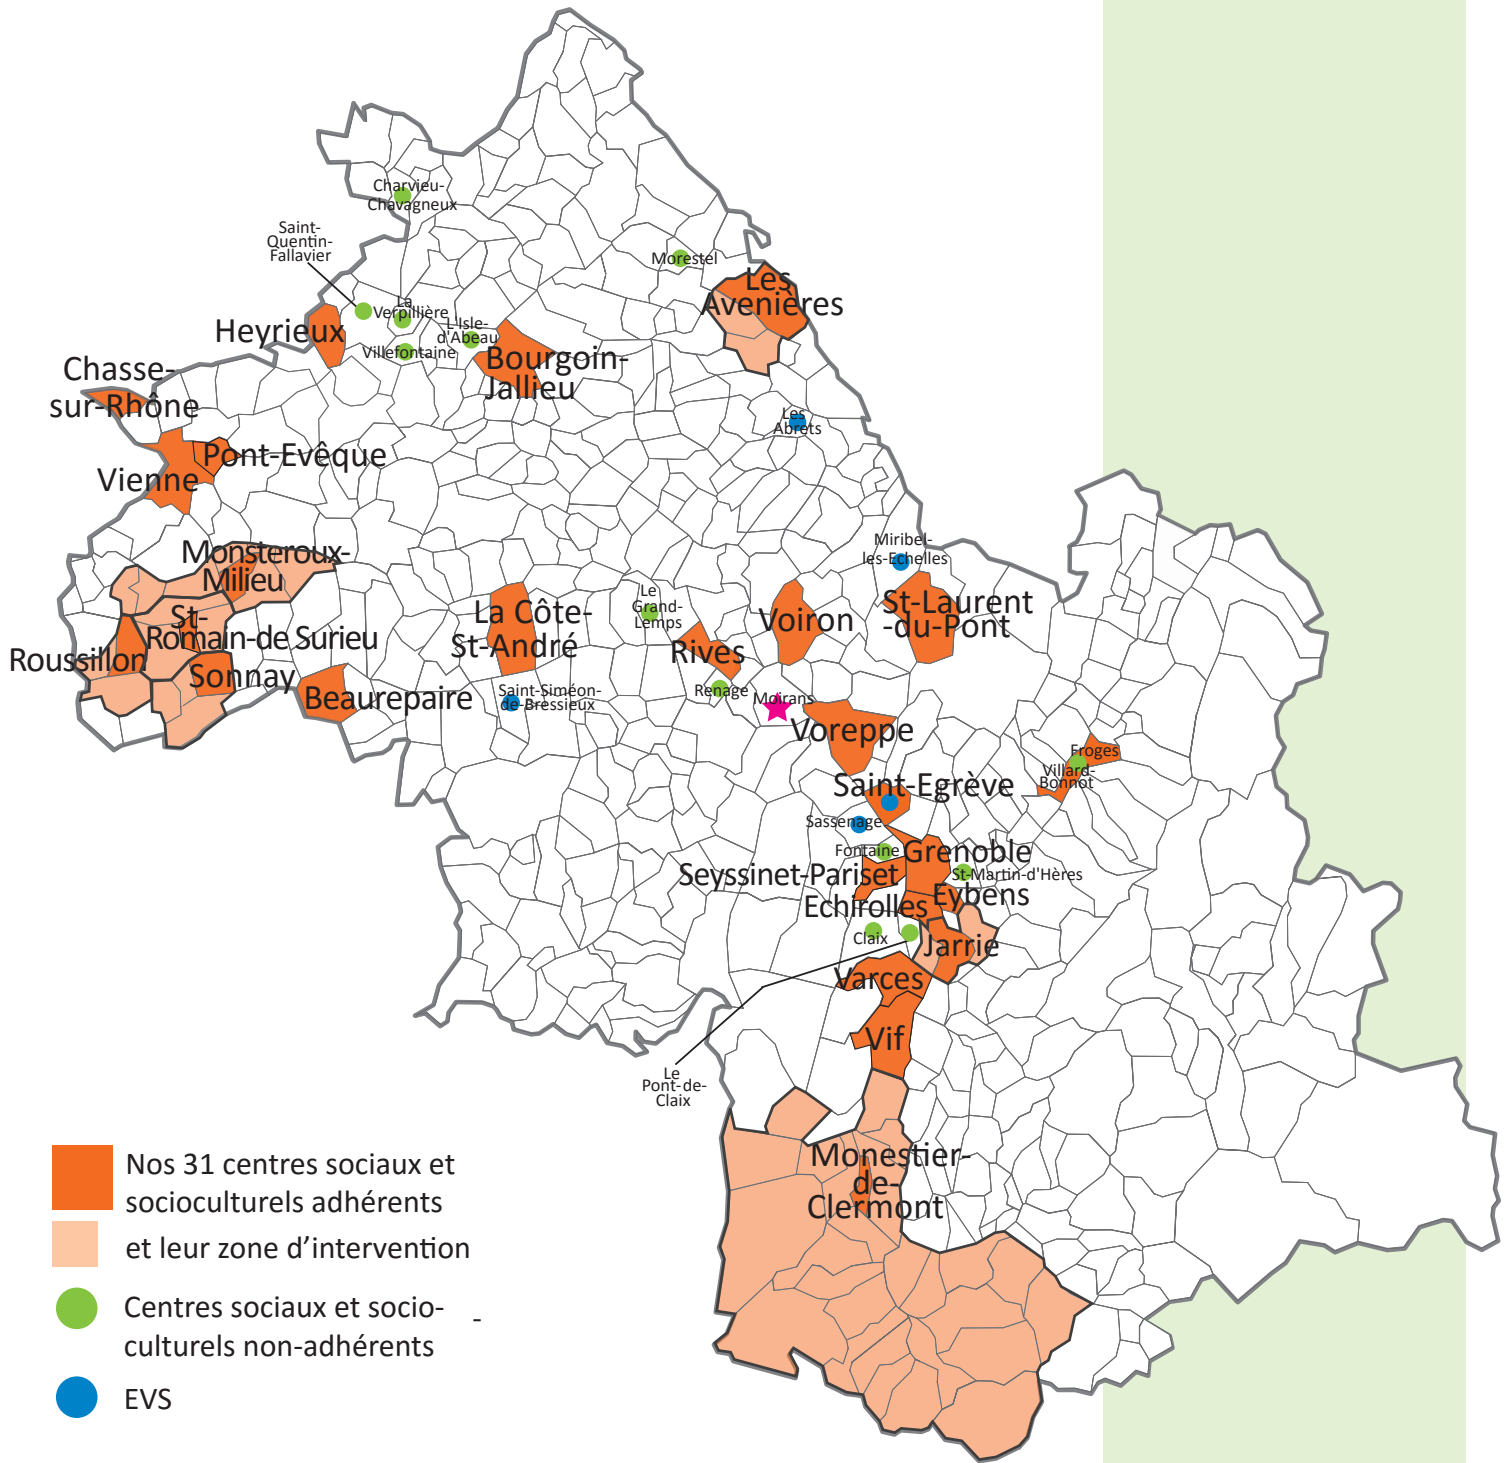 Charvieu-
Chavagneux
Saint-
Quentin-
Fallavier
Morestel
Les
Avenières
La
Verpillière
L'Isle-
d'Abeau
Villefontaine
Heyrieux
Bourgoin-
Jallieu
Chasse-
sur-Rhône
Les
Abrets
Pont-Evêque
Vienne
Miribel-
les-Echelles
Monsteroux-
Milieu
St-
Romain-de Surieu
Roussillon
Sonnay
Beaurepaire
La Côte-
St-André
Le
Grand-
Lemps
Voiron
St-Laurent
-du-Pont
Rives
Saint-Siméon-
de-Bressieux
Renage
Moirans
Voreppe
Froges
Villard-
Bonnot
Saint-Egrève
Sassenage
Fontaine
Grenoble
Seyssinet-Pariset
St-Martin-d'Hères
Eybens
Echirolles
Claix
Jarrie
Varces
Vif
Le
Pont-de-
Claix
Monestier-
de-
Clermont
Nos 31 centres sociaux et
socioculturels adhérents
et leur zone d’intervention
Centres sociaux et socio- -
culturels non-adhérents
EVS